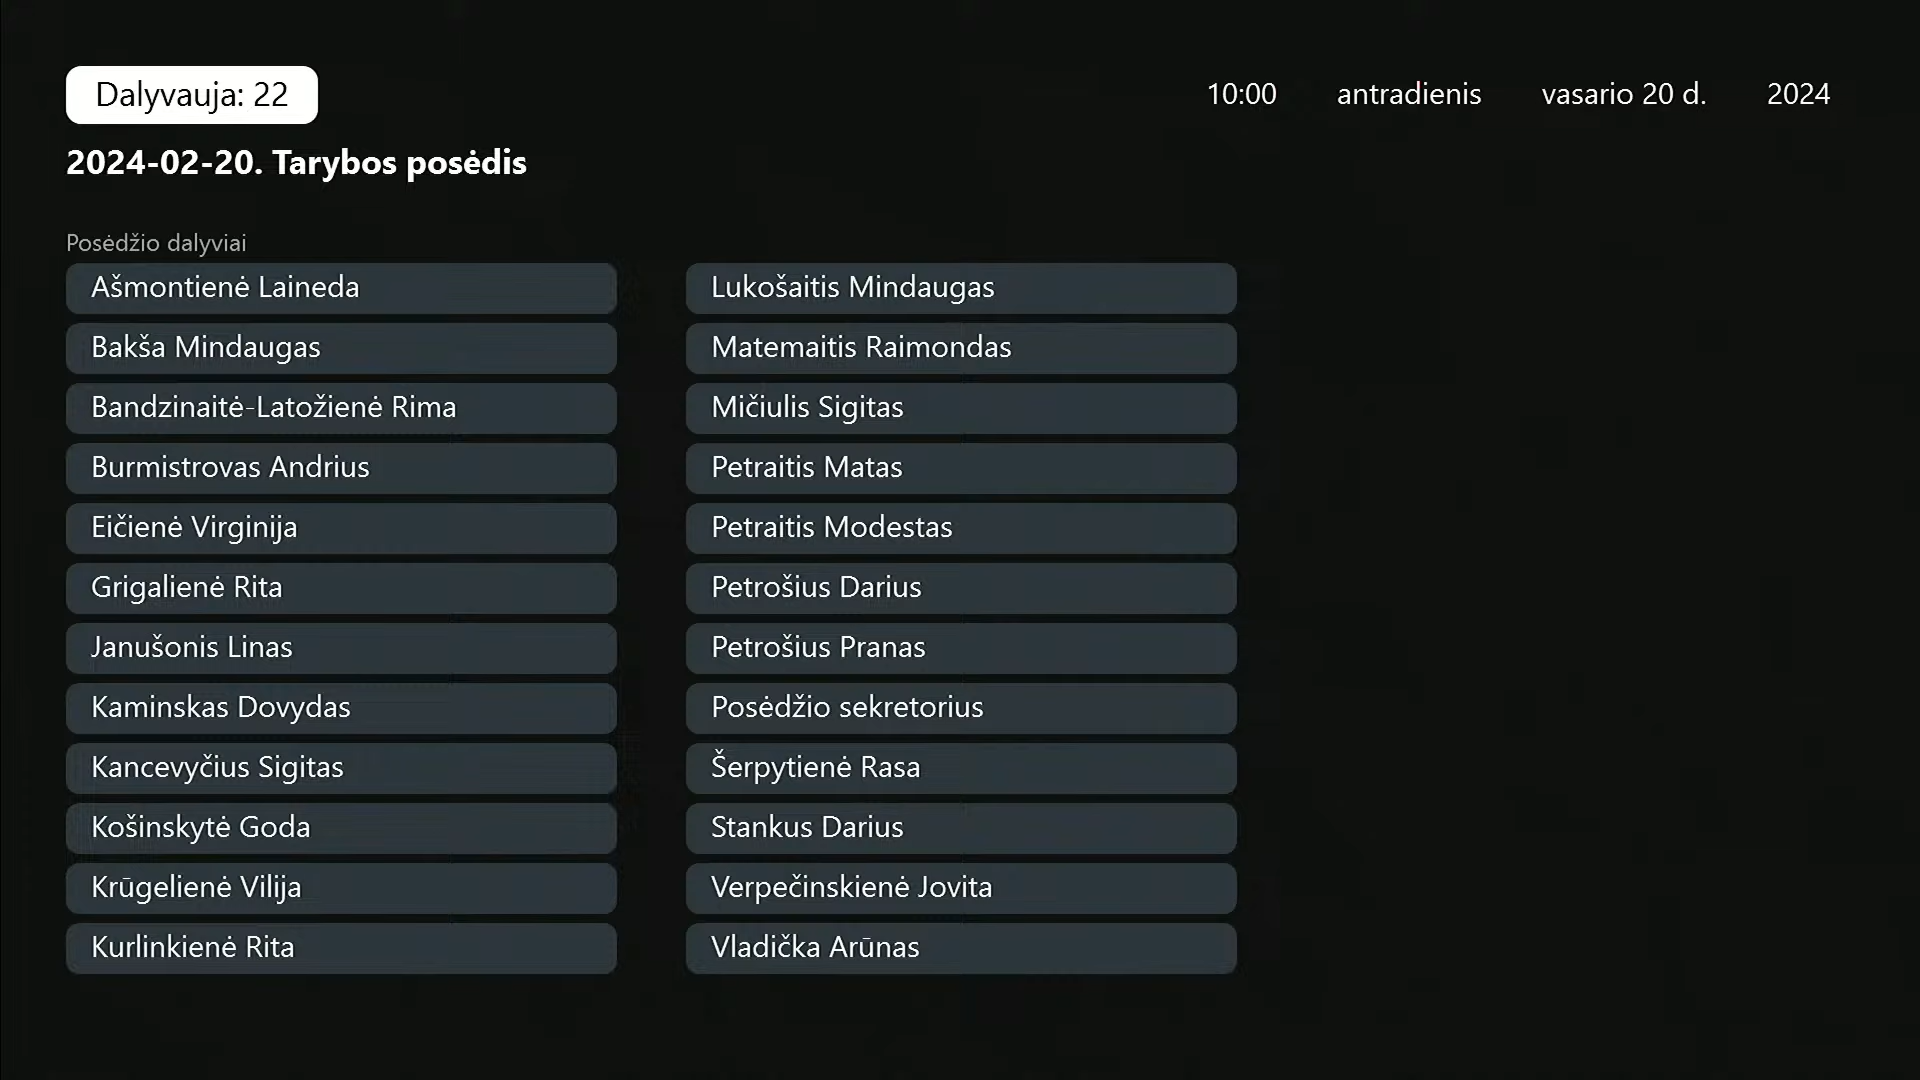 Dalyvauja: 22
10:00 antradienis vasario 20 d. 2024
2024-02-20. Tarybos posėdis
Posėdžio dalyviai
Ašmontienė Laineda
Bakša Mindaugas
Bandzinaitė-Latožienė Rima
Burmistrovas Andrius
Eičienė Virginija
Grigalienė Rita
Janušonis Linas
Kaminskas Dovydas
Kancevyčius Sigitas
Košinskytė Goda
Krūgelienė Vilija
Kurlinkienė Rita
Lukošaitis Mindaugas
Matemaitis Raimondas
Mičiulis Sigitas
Petraitis Matas
Petraitis Modestas
Petrošius Darius
Petrošius Pranas
Posėdžio sekretorius
Šerpytienė Rasa
Stankus Darius
Verpečinskienė Jovita
Vladička Arūnas